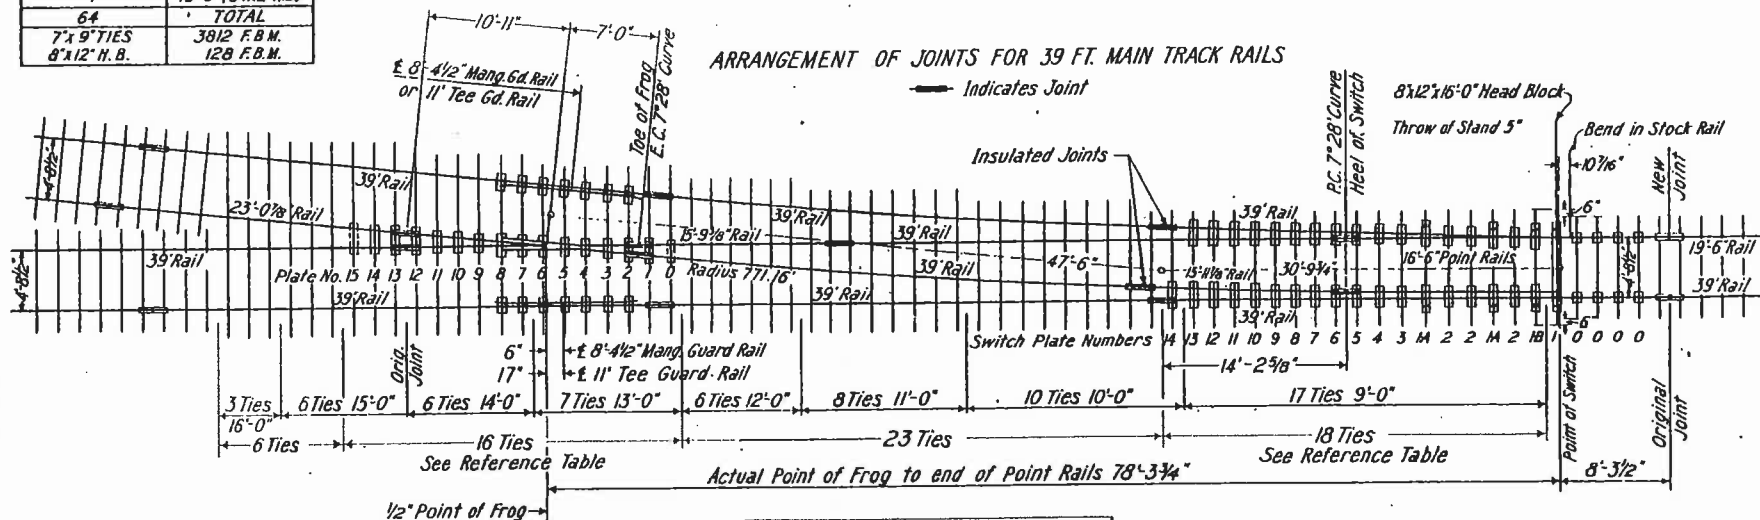 64 TOTAL
7"x 9" TIES 3812 F.B.M.
8"x12" H.B. 128 F.B.M.
ARRANGEMENT OF JOINTS FOR 39 FT. MAIN TRACK RAILS
Indicates Joint
10'-11"
7'-0"
℄ 8'-4½" Mang. Gd. Rail
or 11' Tee Gd. Rail
Toe of Frog
E.C. 7°28' Curve
Insulated Joints
P.C. 7°28' Curve
Heel of Switch
8"x12"x16'-0" Head Block
Throw of Stand 5"
Bend in Stock Rail
10 7/16"
New Joint
6"
4'-8½"
39' Rail
23'-0⅞" Rail
39' Rail
15'-9⅞" Rail
39' Rail
39' Rail
47'-6"
39' Rail
15'-11⅛" Rail
30'-9¾"
16'-6" Point Rails
4'-8½"
19'-6" Rail
39' Rail
4'-8½"
39' Rail
Plate No. 15 14 13 12 11 10 9 8 7 6 5 4 3 2 1 0
Radius 771.16'
39' Rail
39' Rail
39' Rail
6"
Switch Plate Numbers 14 13 12 11 10 9 8 7 6 5 4 3 1A 2 2 1A 2 1B 1 0 0 0 0
Orig. Joint
6" ℄ 8'-4½" Mang. Guard Rail
17" ℄ 11' Tee Guard Rail
14'-2⅝"
3 Ties 16'-0"
6 Ties 15'-0"
6 Ties 14'-0"
7 Ties 13'-0"
6 Ties 12'-0"
8 Ties 11'-0"
10 Ties 10'-0"
17 Ties 9'-0"
Point of Switch
Original Joint
6 Ties
16 Ties
See Reference Table
23 Ties
18 Ties
See Reference Table
8'-3½"
Actual Point of Frog to end of Point Rails 78'-3¾"
½" Point of Frog